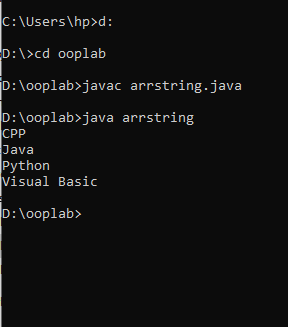 C:\Users\hp>d:
D:\>cd ooplab
D:\ooplab>javac arrstring.java
D:\ooplab>java arrstring
CPP
Java
Python
Visual Basic
D:\ooplab>